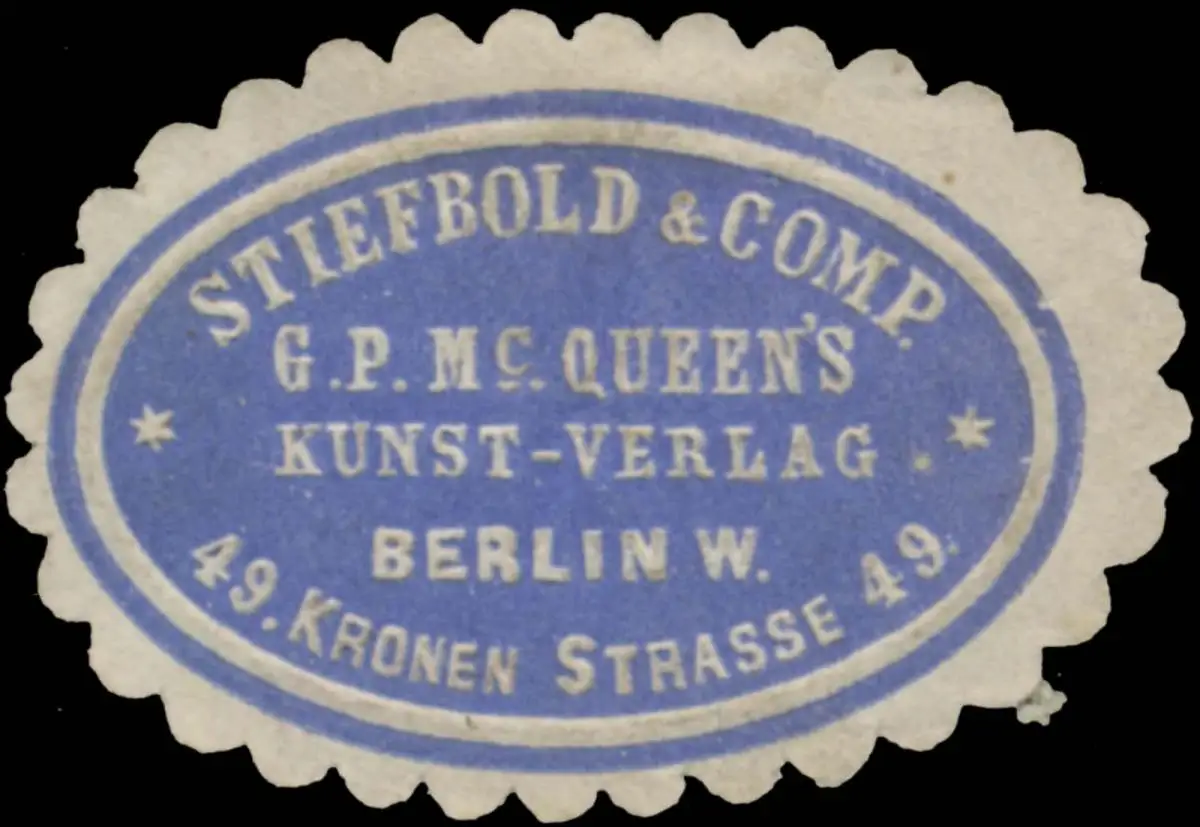 STIEFBOLD & COMP.
G.P. Mc. QUEEN'S
KUNST-VERLAG.
BERLIN W.
49. KRONEN STRASSE 49.